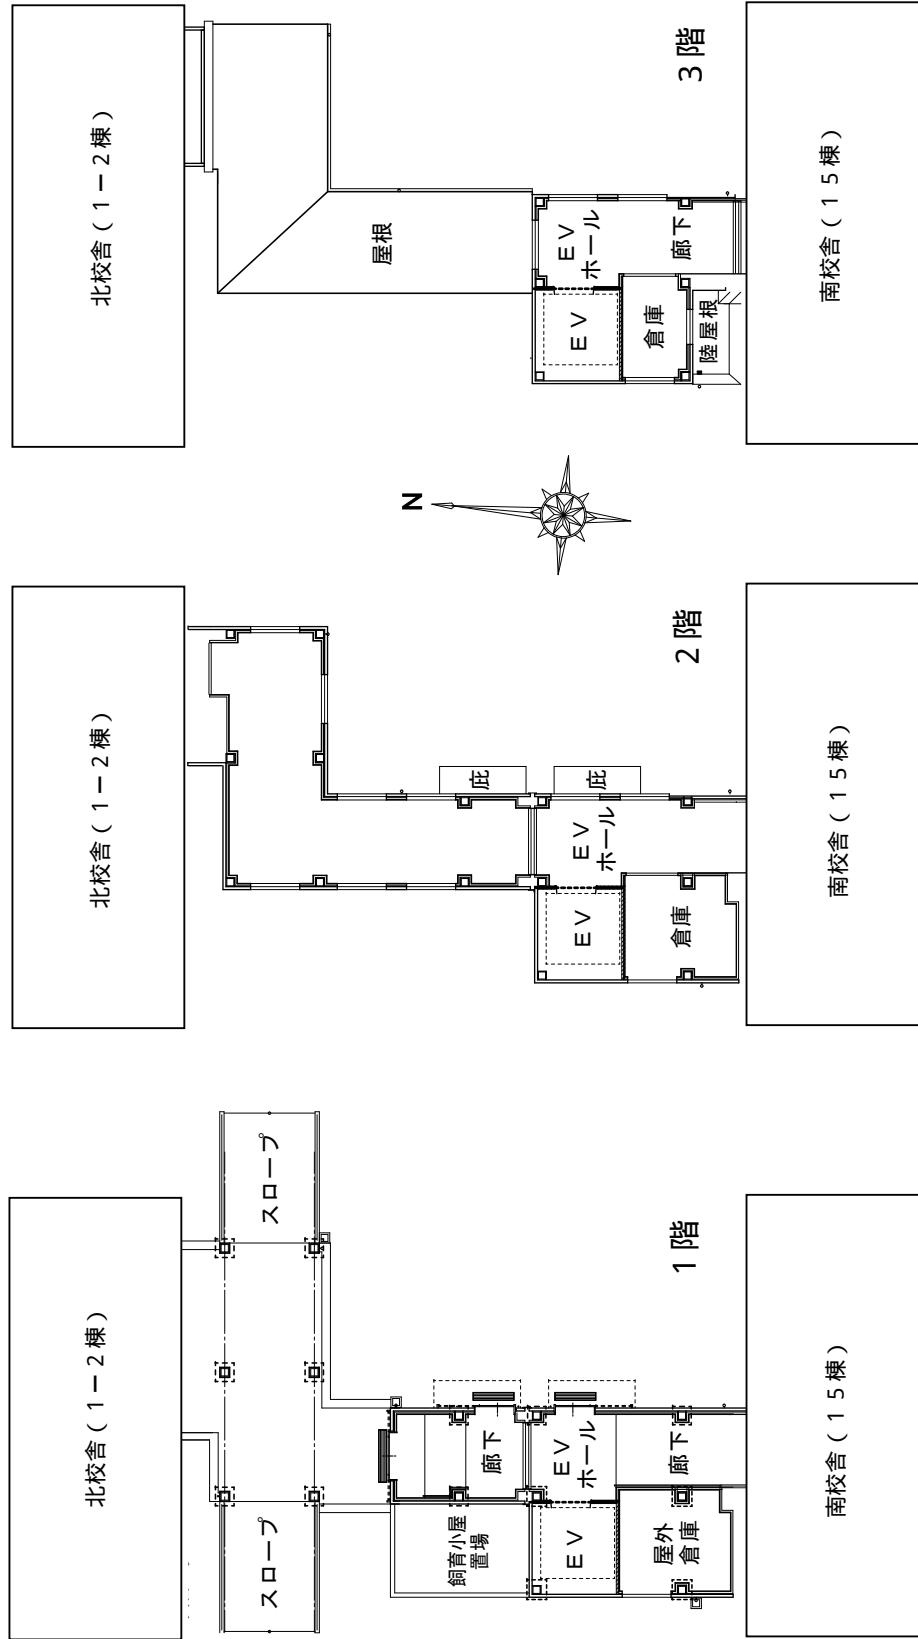 北校舎（１ー２棟）
スロープ
スロープ
飼育小屋
置場
廊下
ＥＶ
ＥＶ
ホール
屋外
倉庫
廊下
１階
南校舎（１５棟）
北校舎（１ー２棟）
庇
庇
ＥＶ
ＥＶ
ホール
倉庫
２階
南校舎（１５棟）
N
北校舎（１ー２棟）
屋根
ＥＶ
ＥＶ
ホール
倉庫
廊下
陸屋根
３階
南校舎（１５棟）